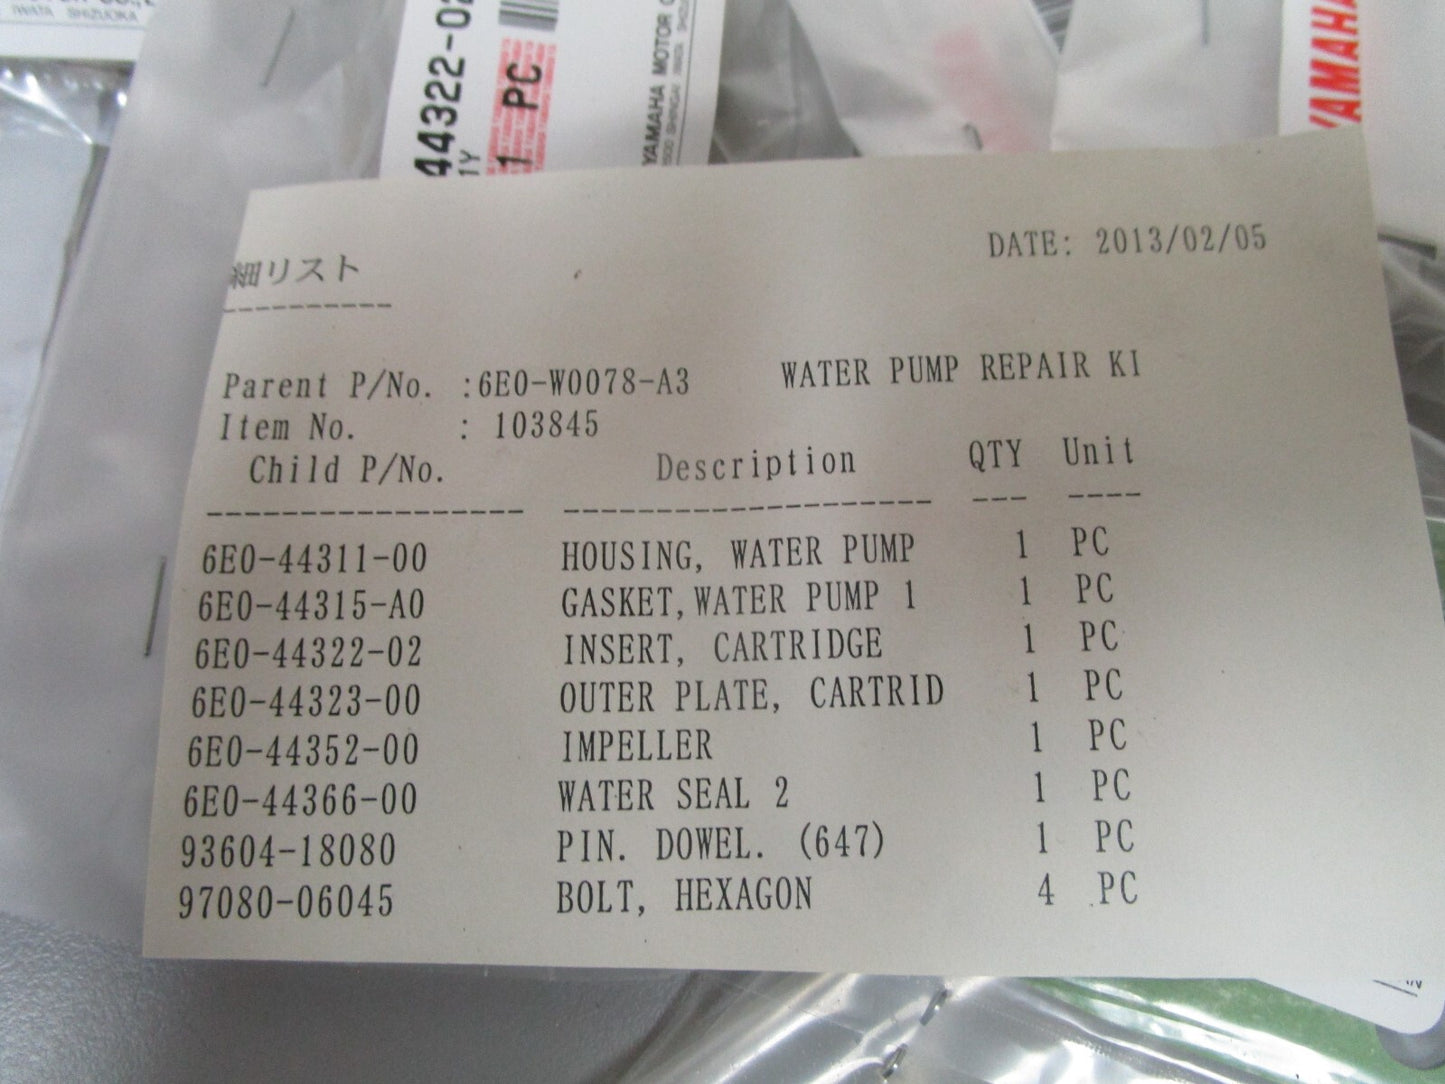 IWATA SHIZUOKA
44322-02
1 PC
YAMAHA MOTOR
YAMAHA
細リスト
DATE: 2013/02/05
Parent P/No. :6E0-W0078-A3 WATER PUMP REPAIR KI
Item No. : 103845
Child P/No. Description QTY Unit
6E0-44311-00 HOUSING, WATER PUMP 1 PC
6E0-44315-A0 GASKET,WATER PUMP 1 1 PC
6E0-44322-02 INSERT, CARTRIDGE 1 PC
6E0-44323-00 OUTER PLATE, CARTRID 1 PC
6E0-44352-00 IMPELLER 1 PC
6E0-44366-00 WATER SEAL 2 1 PC
93604-18080 PIN. DOWEL. (647) 1 PC
97080-06045 BOLT, HEXAGON 4 PC